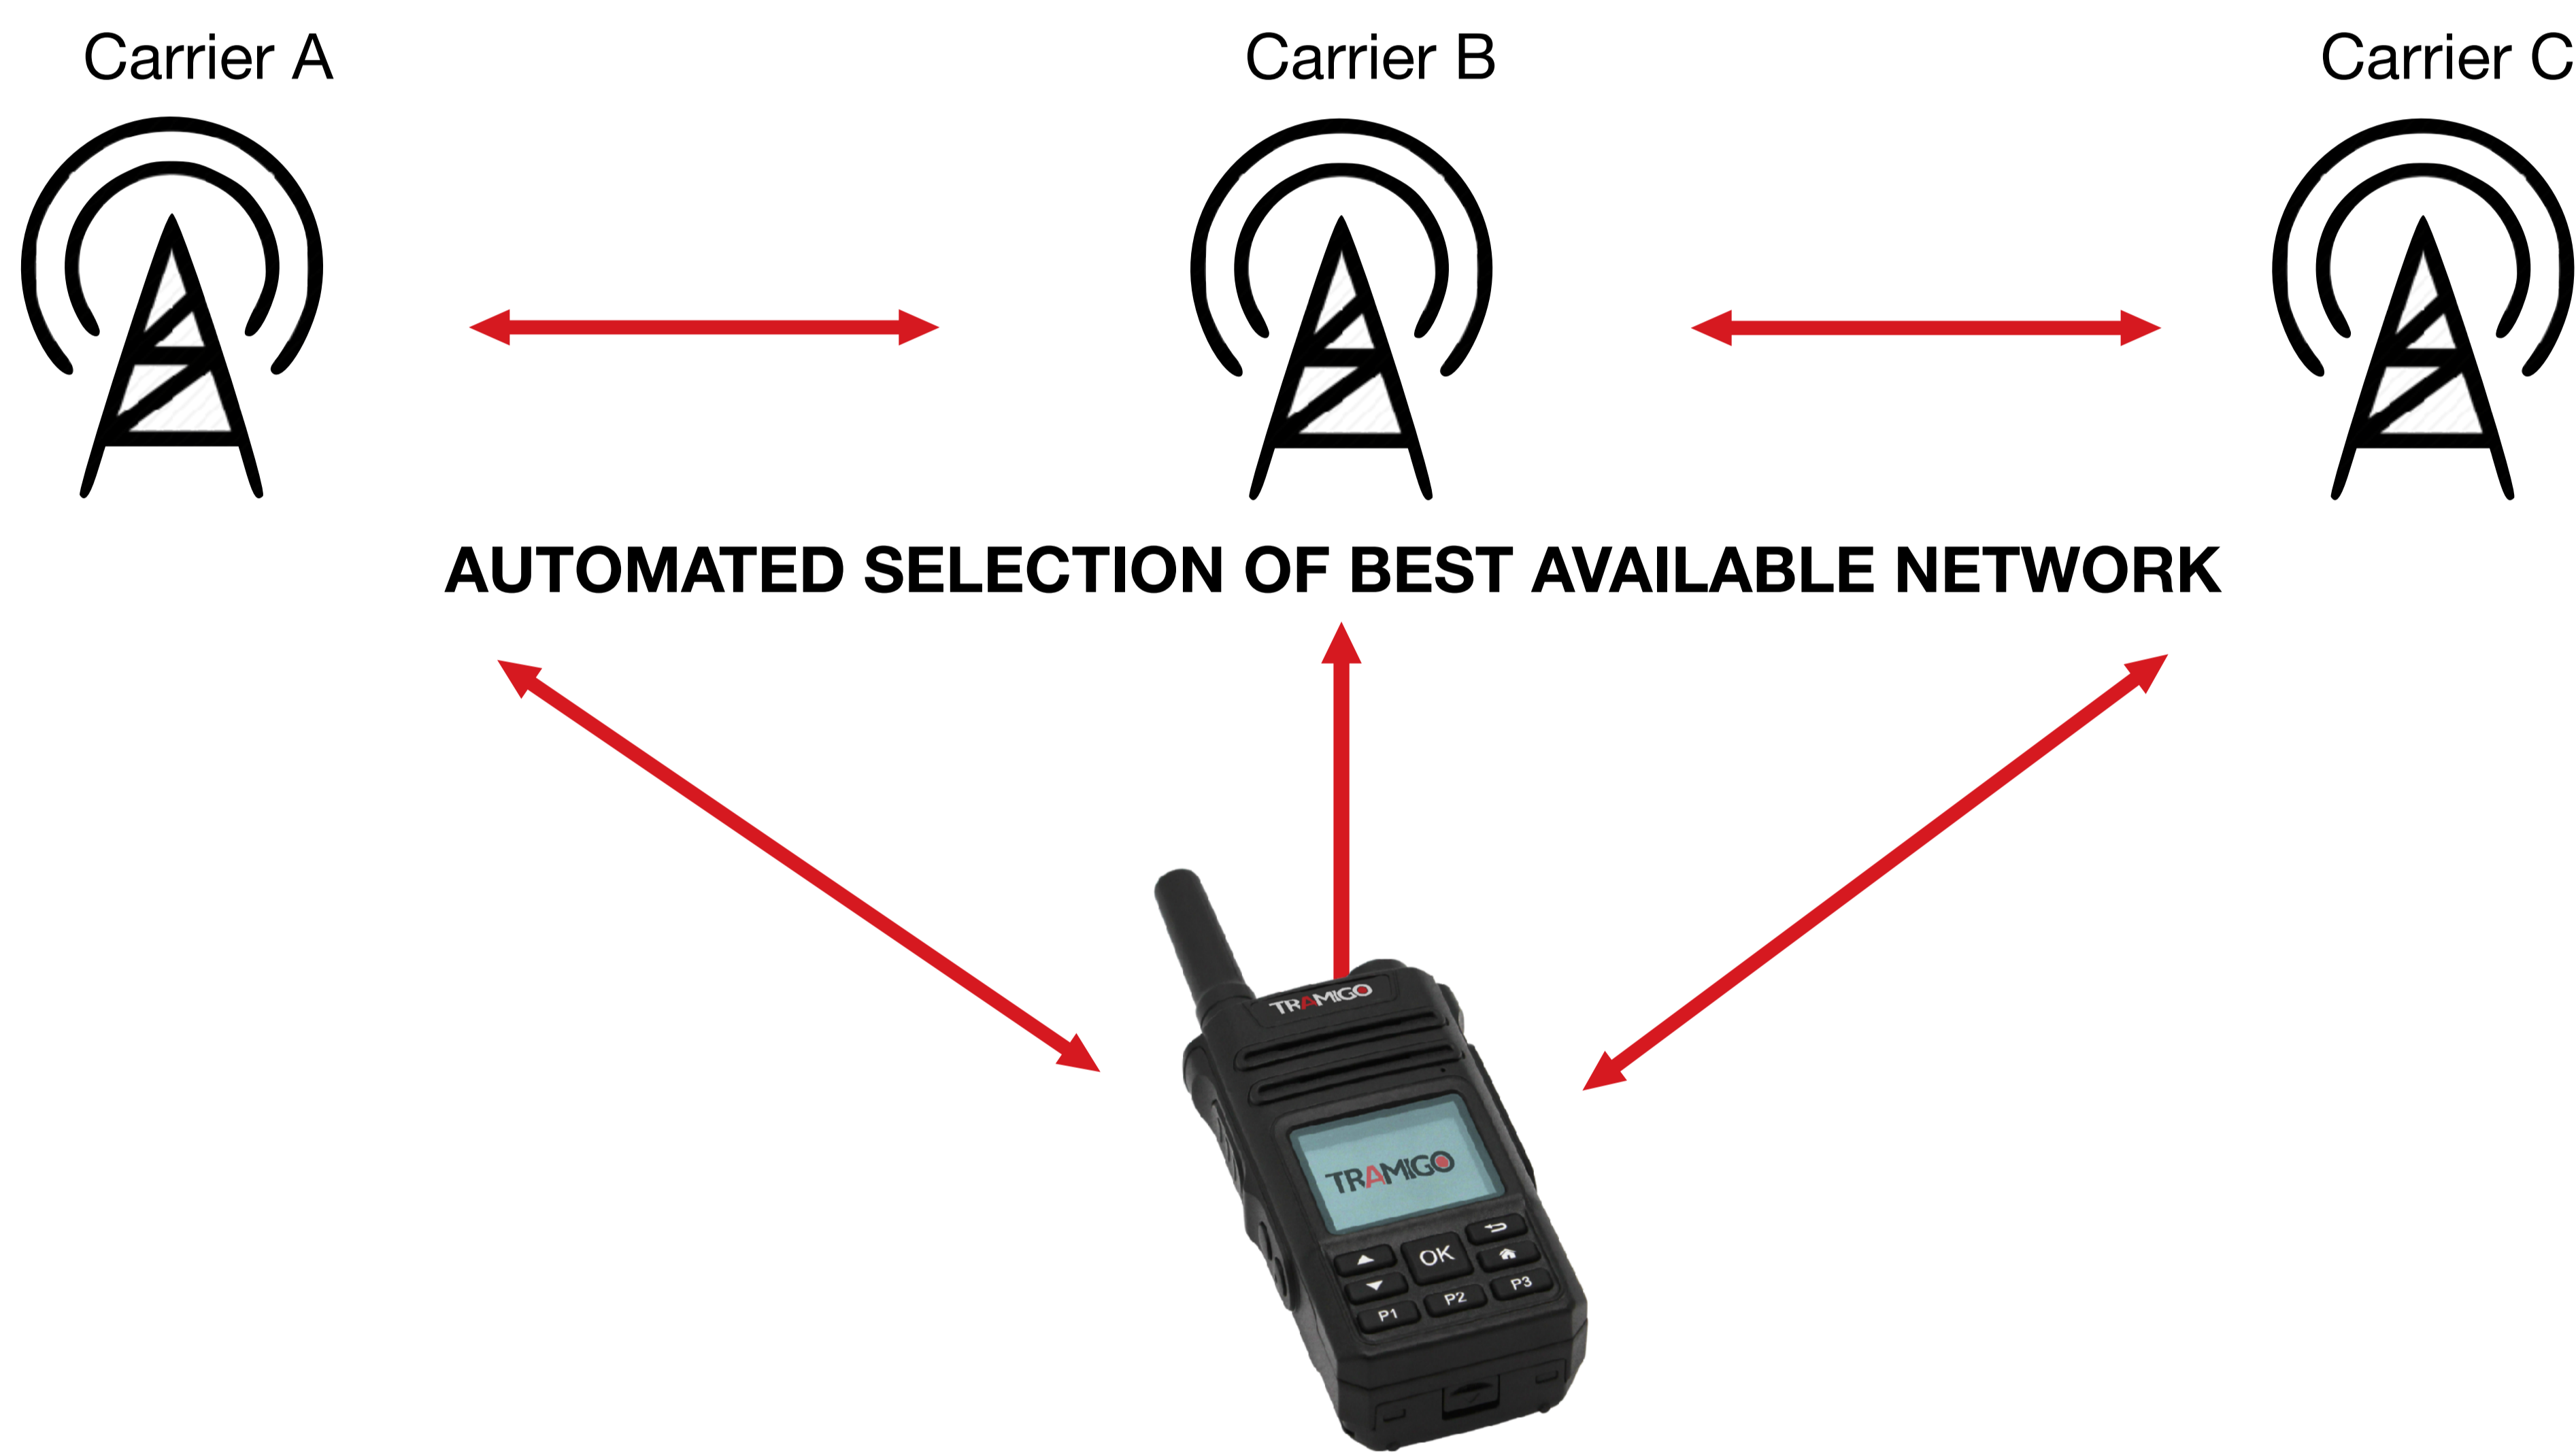 Carrier A
Carrier B
Carrier C
AUTOMATED SELECTION OF BEST AVAILABLE NETWORK
TRAMIGO
TRAMIGO
OK
P1
P2
P3